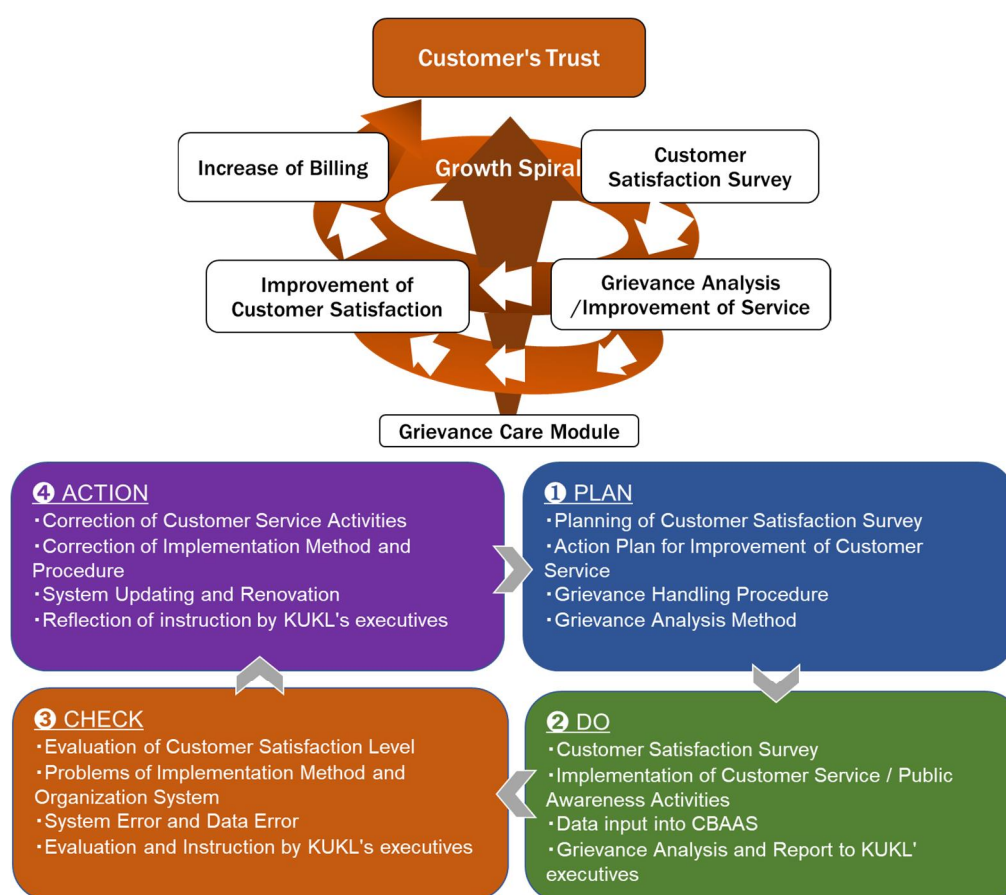 Customer's Trust
Growth Spiral
Increase of Billing
Customer
Satisfaction Survey
Improvement of
Customer Satisfaction
Grievance Analysis
/Improvement of Service
Grievance Care Module
❹ ACTION
・Correction of Customer Service Activities
・Correction of Implementation Method and
Procedure
・System Updating and Renovation
・Reflection of instruction by KUKL's executives
❶ PLAN
・Planning of Customer Satisfaction Survey
・Action Plan for Improvement of Customer
Service
・Grievance Handling Procedure
・Grievance Analysis Method
❸ CHECK
・Evaluation of Customer Satisfaction Level
・Problems of Implementation Method and
Organization System
・System Error and Data Error
・Evaluation and Instruction by KUKL's executives
❷ DO
・Customer Satisfaction Survey
・Implementation of Customer Service / Public
Awareness Activities
・Data input into CBAAS
・Grievance Analysis and Report to KUKL'
executives